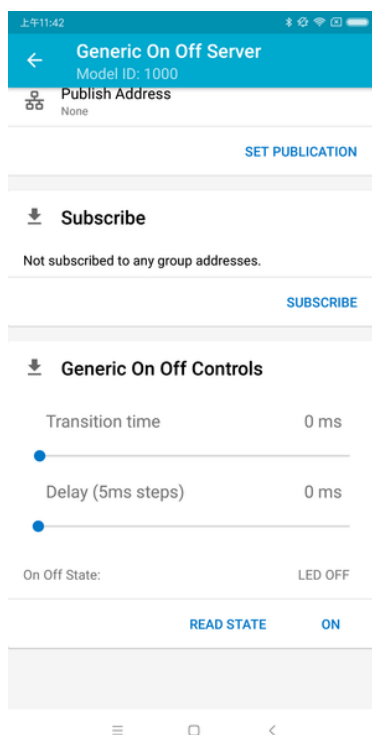 上午11:42
Generic On Off Server
Model ID: 1000
Publish Address
None
SET PUBLICATION
Subscribe
Not subscribed to any group addresses.
SUBSCRIBE
Generic On Off Controls
Transition time 0 ms
Delay (5ms steps) 0 ms
On Off State: LED OFF
READ STATE ON